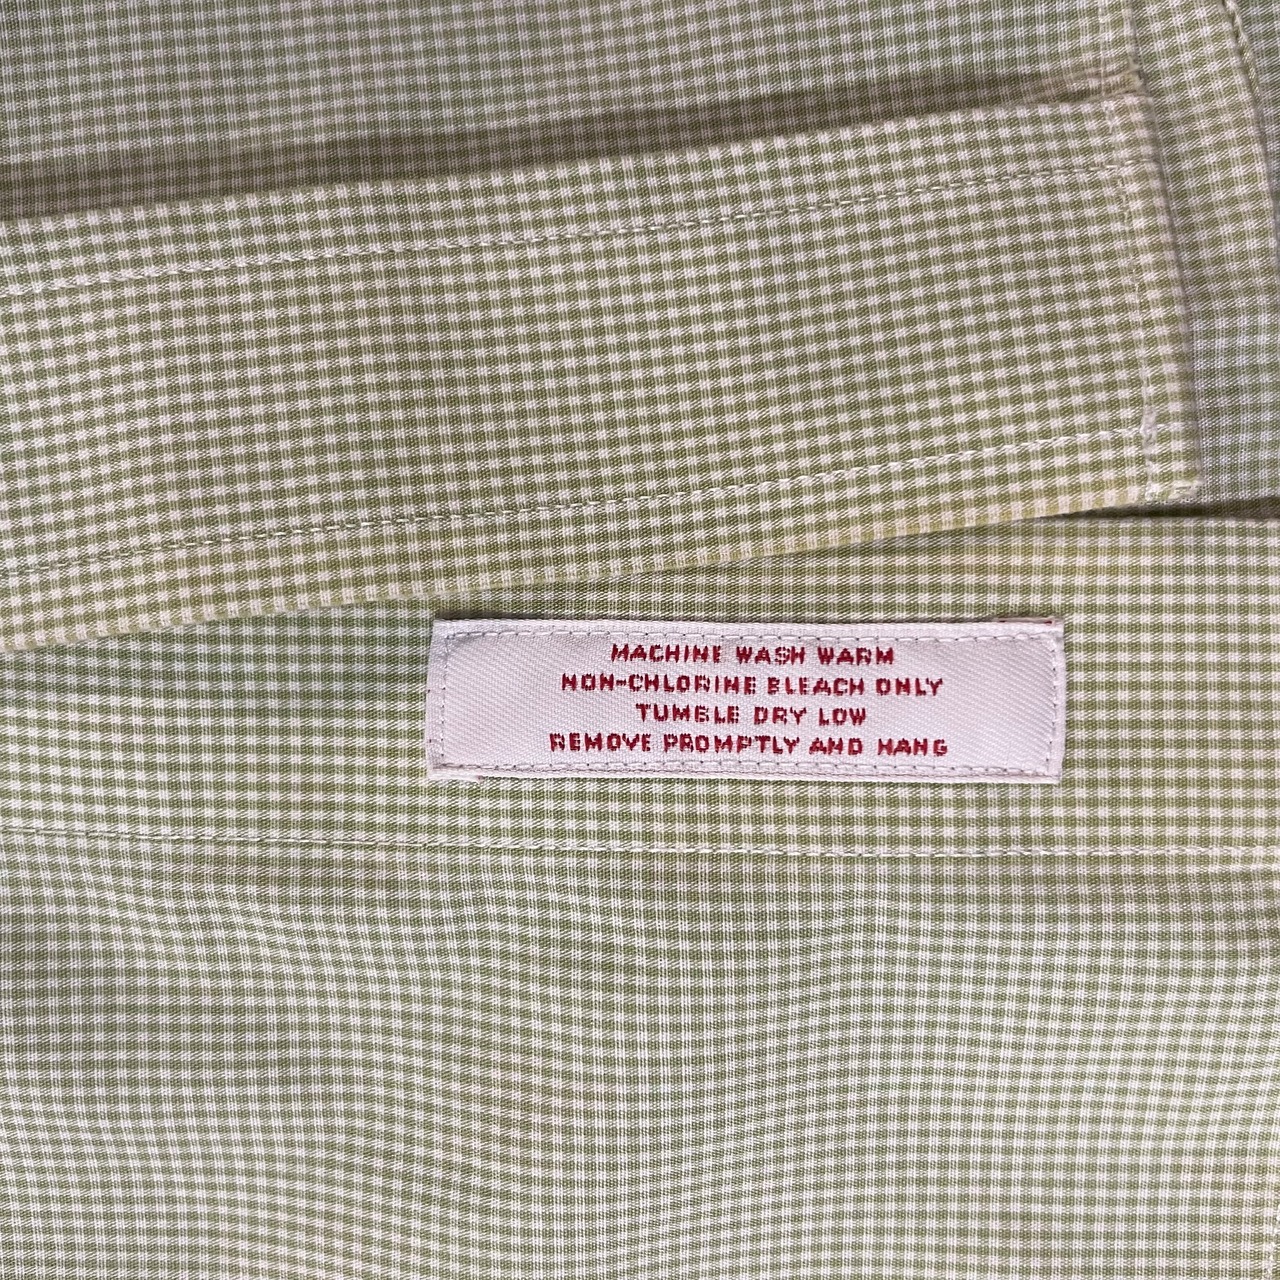 MACHINE WASH WARM
NON-CHLORINE BLEACH ONLY
TUMBLE DRY LOW
REMOVE PROMPTLY AND HANG